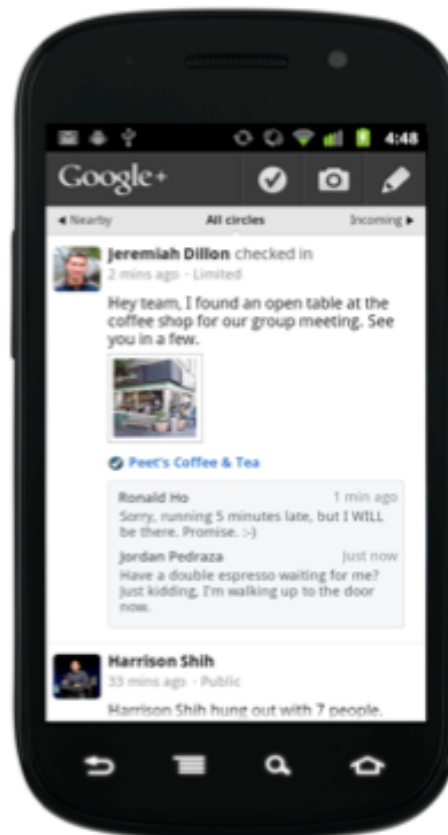 4:48
Google+
Nearby All circles Incoming
Jeremiah Dillon checked in
2 mins ago · Limited
Hey team, I found an open table at the
coffee shop for our group meeting. See
you in a few.
Peet's Coffee & Tea
Ronald Ho 1 min ago
Sorry, running 5 minutes late, but I WILL
be there. Promise. :-)
Jordan Pedraza Just now
Have a double espresso waiting for me?
Just kidding, I'm walking up to the door
now.
Harrison Shih
33 mins ago · Public
Harrison Shih hung out with 7 people.